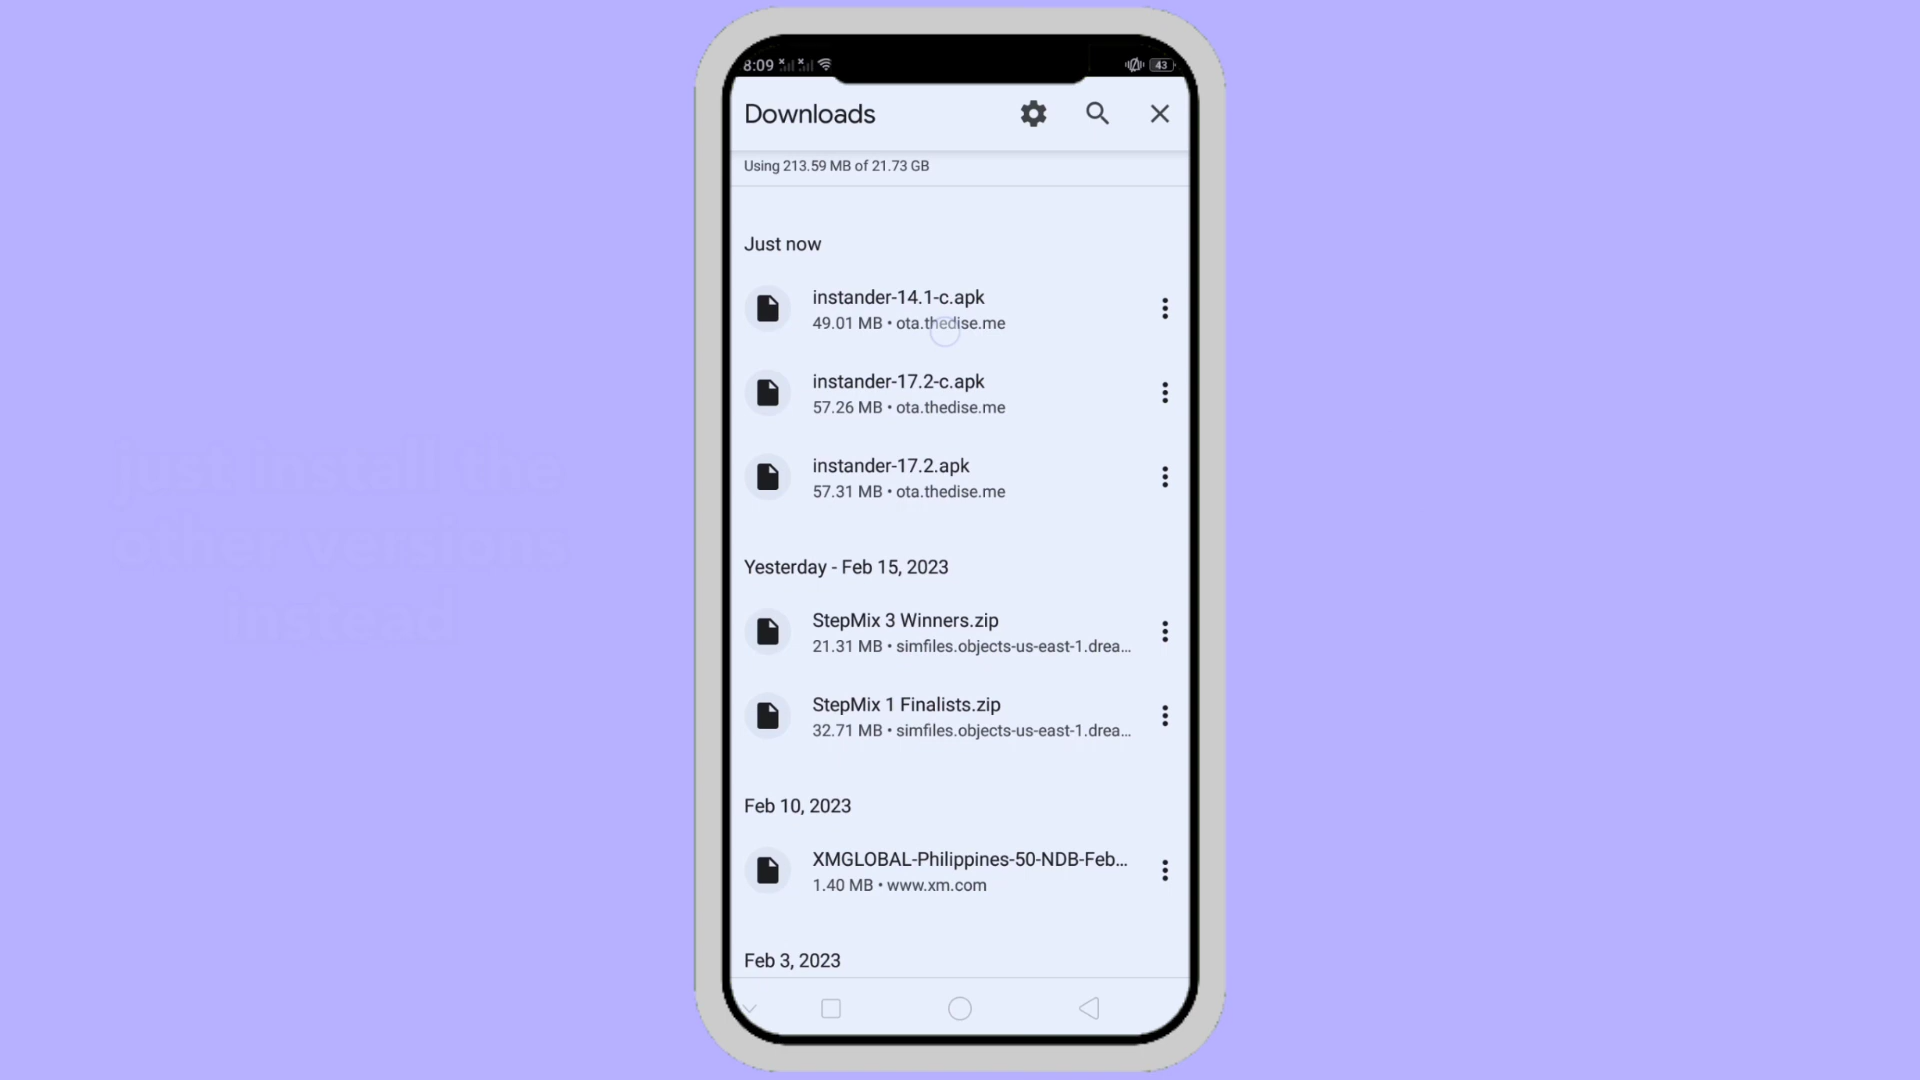 8:09
43
Downloads
Using 213.59 MB of 21.73 GB
Just now
instander-14.1-c.apk
49.01 MB • ota.thedise.me
instander-17.2-c.apk
57.26 MB • ota.thedise.me
instander-17.2.apk
57.31 MB • ota.thedise.me
just install the
other versions
instead
Yesterday - Feb 15, 2023
StepMix 3 Winners.zip
21.31 MB • simfiles.objects-us-east-1.drea...
StepMix 1 Finalists.zip
32.71 MB • simfiles.objects-us-east-1.drea...
Feb 10, 2023
XMGLOBAL-Philippines-50-NDB-Feb...
1.40 MB • www.xm.com
Feb 3, 2023